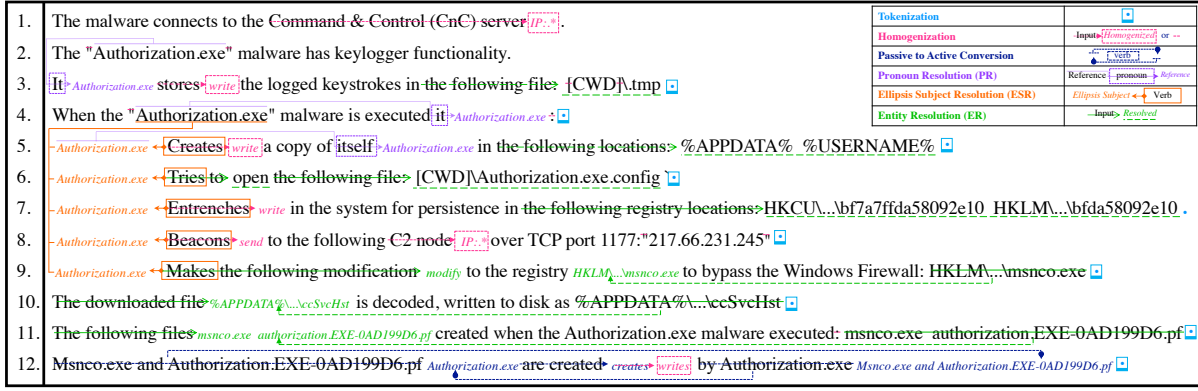 1. The malware connects to the Command & Control (CnC) server IP:.* .
2. The "Authorization.exe" malware has keylogger functionality.
3. It Authorization.exe stores write the logged keystrokes in the following file: [CWD]\.tmp
4. When the "Authorization.exe" malware is executed it Authorization.exe :
5. Authorization.exe Creates write a copy of itself Authorization.exe in the following locations: %APPDATA% %USERNAME%
6. Authorization.exe Tries to open the following file: [CWD]\Authorization.exe.config `
7. Authorization.exe Entrenches write in the system for persistence in the following registry locations: HKCU\...\bf7a7ffda58092e10 HKLM\...\bfda58092e10 .
8. Authorization.exe Beacons send to the following C2 node IP:.* over TCP port 1177:"217.66.231.245"
9. Authorization.exe Makes the following modification modify to the registry HKLM\...\msnco.exe to bypass the Windows Firewall: HKLM\...\msnco.exe
10. The downloaded file %APPDATA%\...\ccSvcHst is decoded, written to disk as %APPDATA%\...\ccSvcHst
11. The following files msnco.exe authorization.EXE-0AD199D6.pf created when the Authorization.exe malware executed: msnco.exe authorization.EXE-0AD199D6.pf
12. Msnco.exe and Authorization.EXE-0AD199D6.pf Authorization.exe are created creates writes by Authorization.exe Msnco.exe and Authorization.EXE-0AD199D6.pf
Tokenization
Homogenization Input Homogenized or --
Passive to Active Conversion verb
Pronoun Resolution (PR) Reference pronoun Reference
Ellipsis Subject Resolution (ESR) Ellipsis Subject Verb
Entity Resolution (ER) Input Resolved